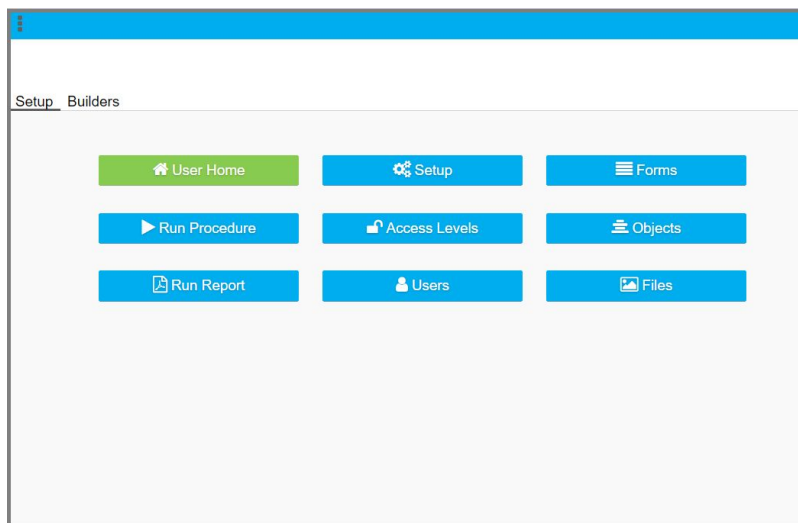 Setup Builders
User Home Setup Forms
Run Procedure Access Levels Objects
Run Report Users Files